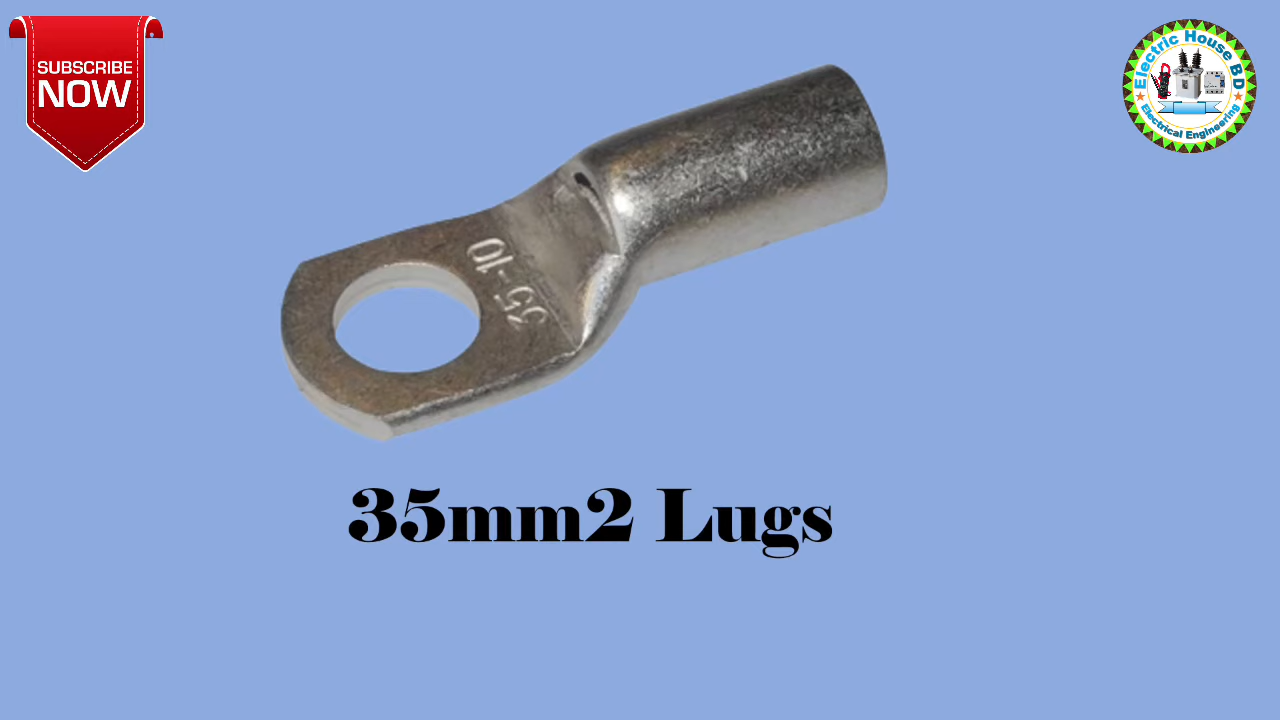 SUBSCRIBE
NOW
Electric House BD
Electrical Engineering
35-10
35mm2 Lugs